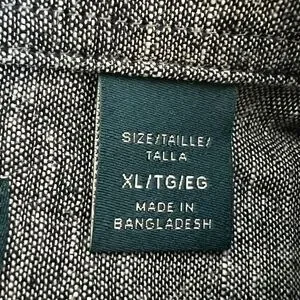 SIZE/TAILLE/
TALLA
XL/TG/EG
MADE IN
BANGLADESH